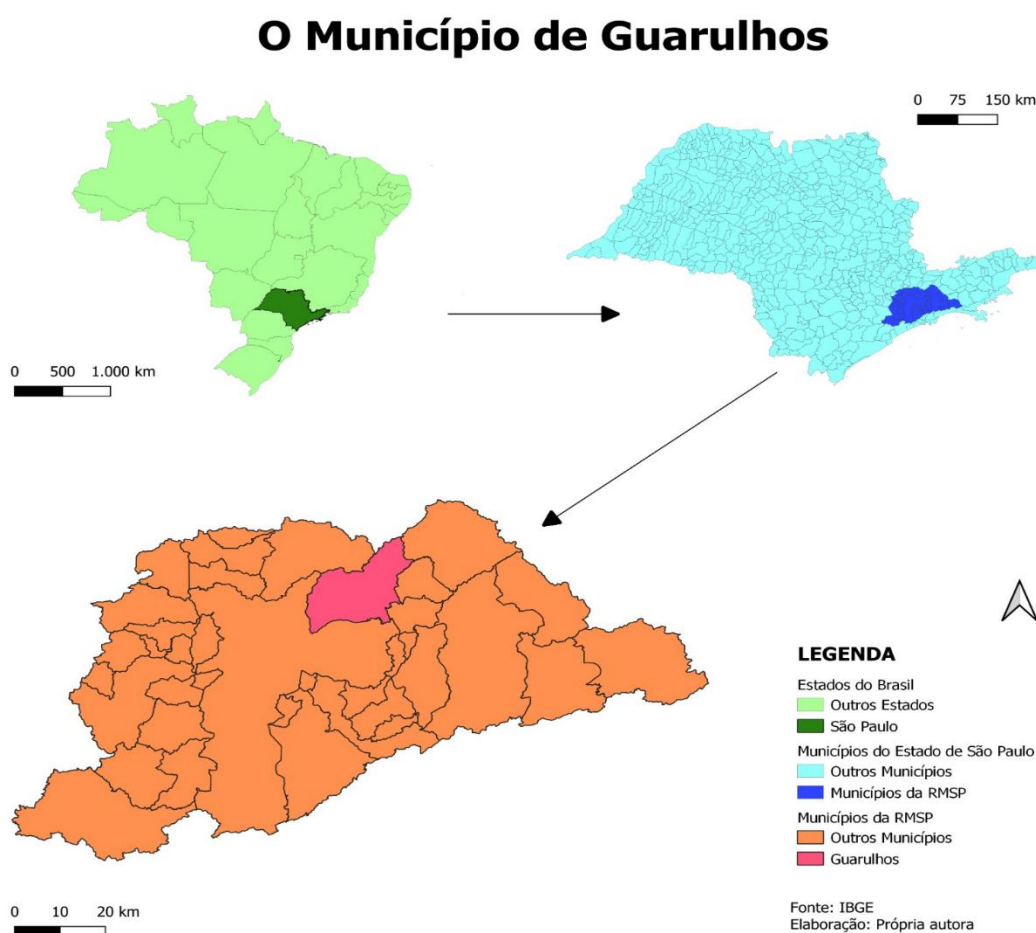 O Município de Guarulhos
0 75 150 km
0 500 1.000 km
LEGENDA
Estados do Brasil
Outros Estados
São Paulo
Municípios do Estado de São Paulo
Outros Municípios
Municípios da RMSP
Municípios da RMSP
Outros Municípios
Guarulhos
0 10 20 km
Fonte: IBGE
Elaboração: Própria autora